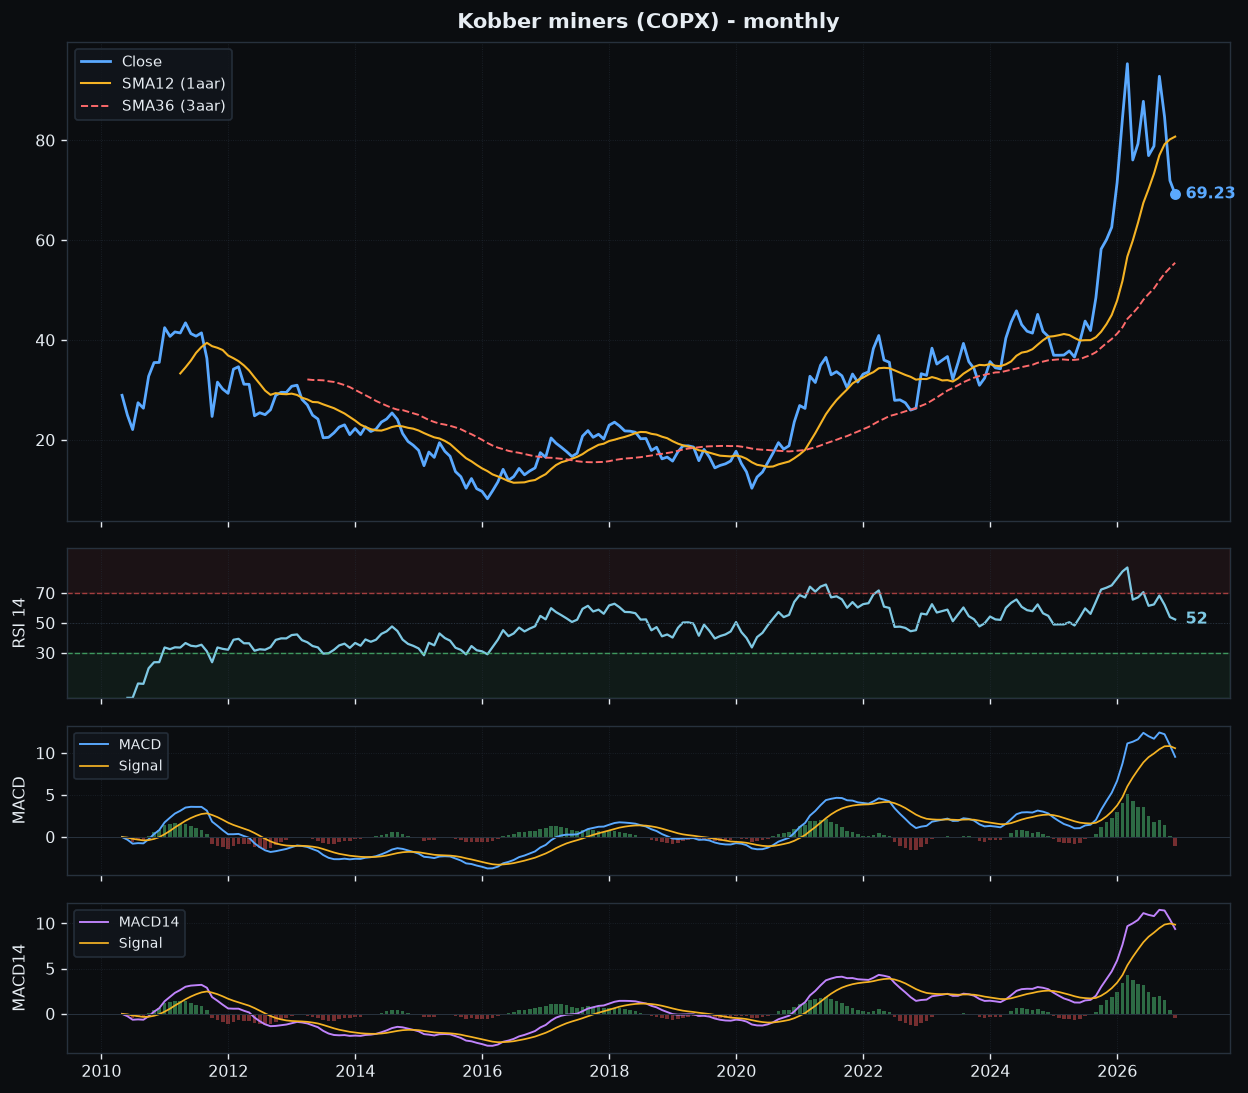 Kobber miners (COPX) - monthly
Close
SMA12 (1aar)
SMA36 (3aar)
80
60
40
20
69.23
RSI 14
70
50
30
52
MACD
MACD
Signal
10
5
0
MACD14
MACD14
Signal
10
5
0
2010 2012 2014 2016 2018 2020 2022 2024 2026